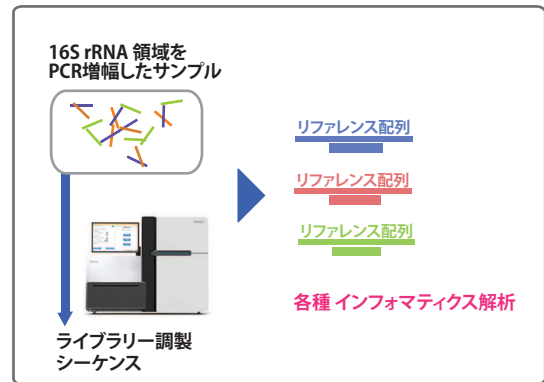 16S rRNA 領域を
PCR増幅したサンプル
リファレンス配列
リファレンス配列
リファレンス配列
各種 インフォマティクス解析
ライブラリー調製
シーケンス